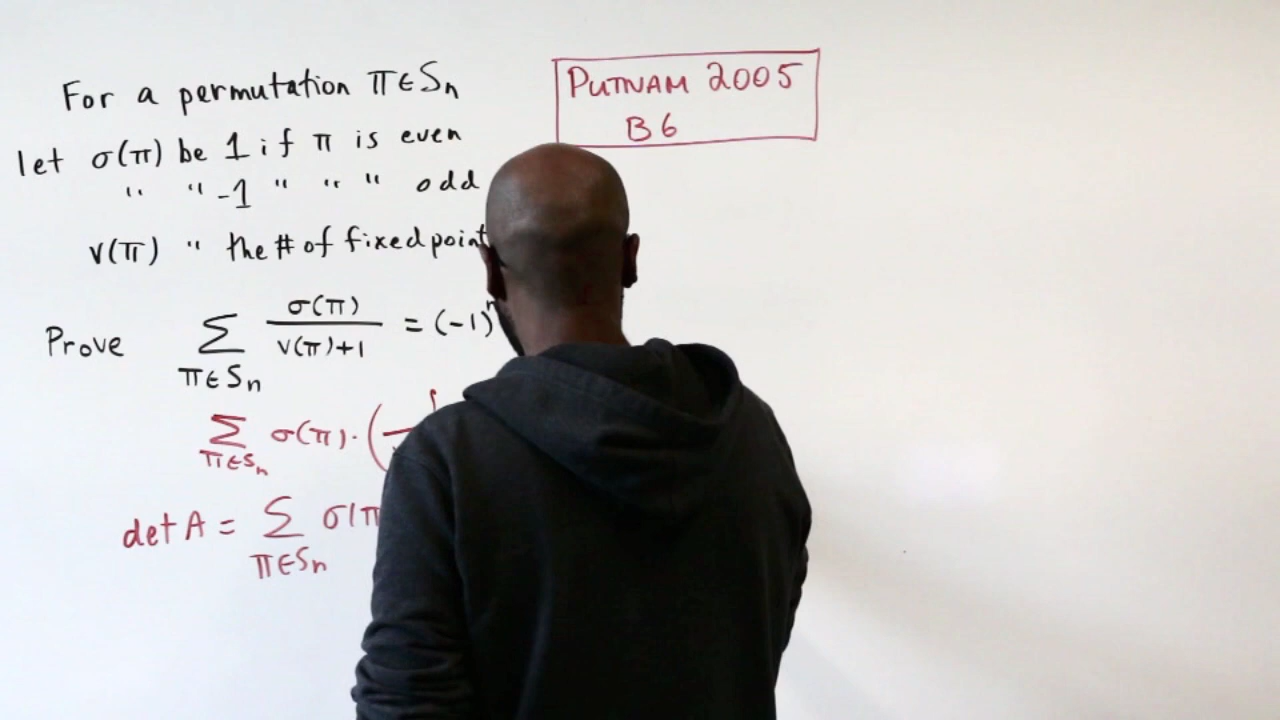 For a permutation π∈Sn
let σ(π) be 1 if π is even
" " -1 " " " odd
v(π) " the # of fixed point
Prove ∑ π∈Sn σ(π) / v(π)+1 = (-1)ⁿ
∑ π∈Sn σ(π)·(
det A = ∑ π∈Sn σ(π
PUTNAM 2005
B6